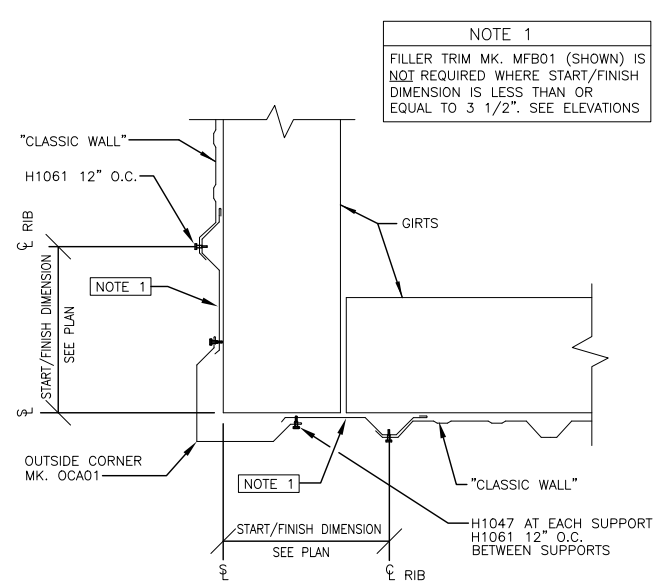 NOTE 1
FILLER TRIM MK. MFB01 (SHOWN) IS
NOT REQUIRED WHERE START/FINISH
DIMENSION IS LESS THAN OR
EQUAL TO 3 1/2". SEE ELEVATIONS
"CLASSIC WALL"
H1061 12" O.C.
℄ RIB
GIRTS
START/FINISH DIMENSION
SEE PLAN
NOTE 1
OUTSIDE CORNER
MK. OCA01
NOTE 1
"CLASSIC WALL"
H1047 AT EACH SUPPORT
H1061 12" O.C.
BETWEEN SUPPORTS
START/FINISH DIMENSION
SEE PLAN
℄ RIB